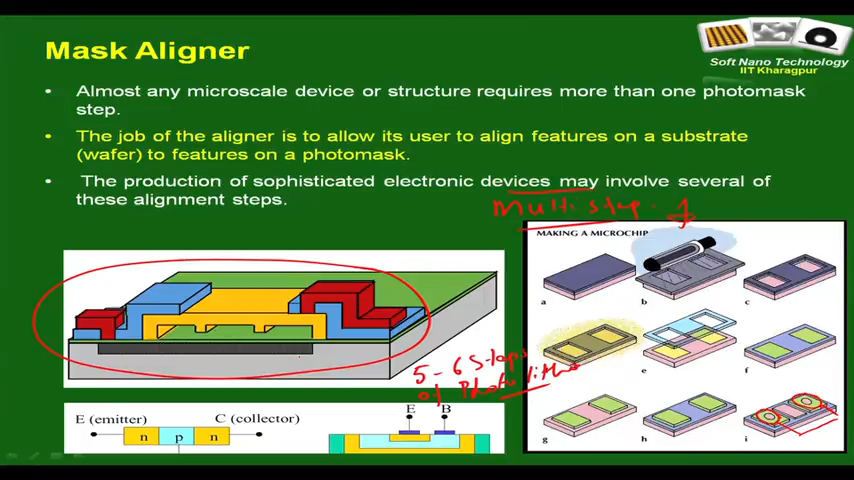 Mask Aligner
Soft Nano Technology
IIT Kharagpur
• Almost any microscale device or structure requires more than one photomask
step.
• The job of the aligner is to allow its user to align features on a substrate
(wafer) to features on a photomask.
• The production of sophisticated electronic devices may involve several of
these alignment steps.
Multi step.
MAKING A MICROCHIP
a
b
c
e
f
g
h
i
5-6 Steps
of Photo litho
E (emitter)
C (collector)
n
p
n
E
B